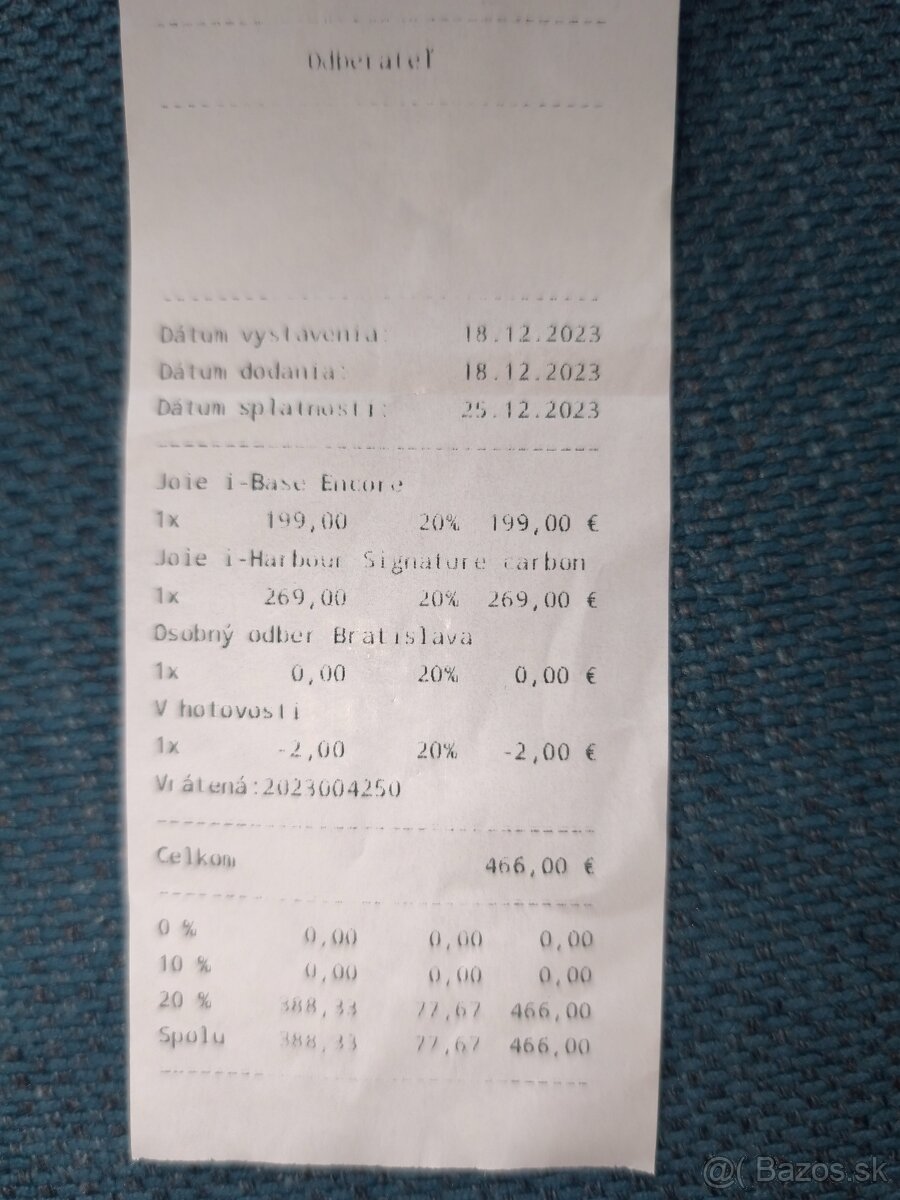 Odberateľ
Dátum vystavenia: 18.12.2023
Dátum dodania: 18.12.2023
Dátum splatnosti: 25.12.2023
Joie i-Base Encore
1x 199,00 20% 199,00 €
Joie i-Harbour Signature carbon
1x 269,00 20% 269,00 €
Osobný odber Bratislava
1x 0,00 20% 0,00 €
V hotovosti
1x -2,00 20% -2,00 €
Vrátená:2023004250
Celkom 466,00 €
0 % 0,00 0,00 0,00
10 % 0,00 0,00 0,00
20 % 388,33 77,67 466,00
Spolu 388,33 77,67 466,00
@( Bazos.sk